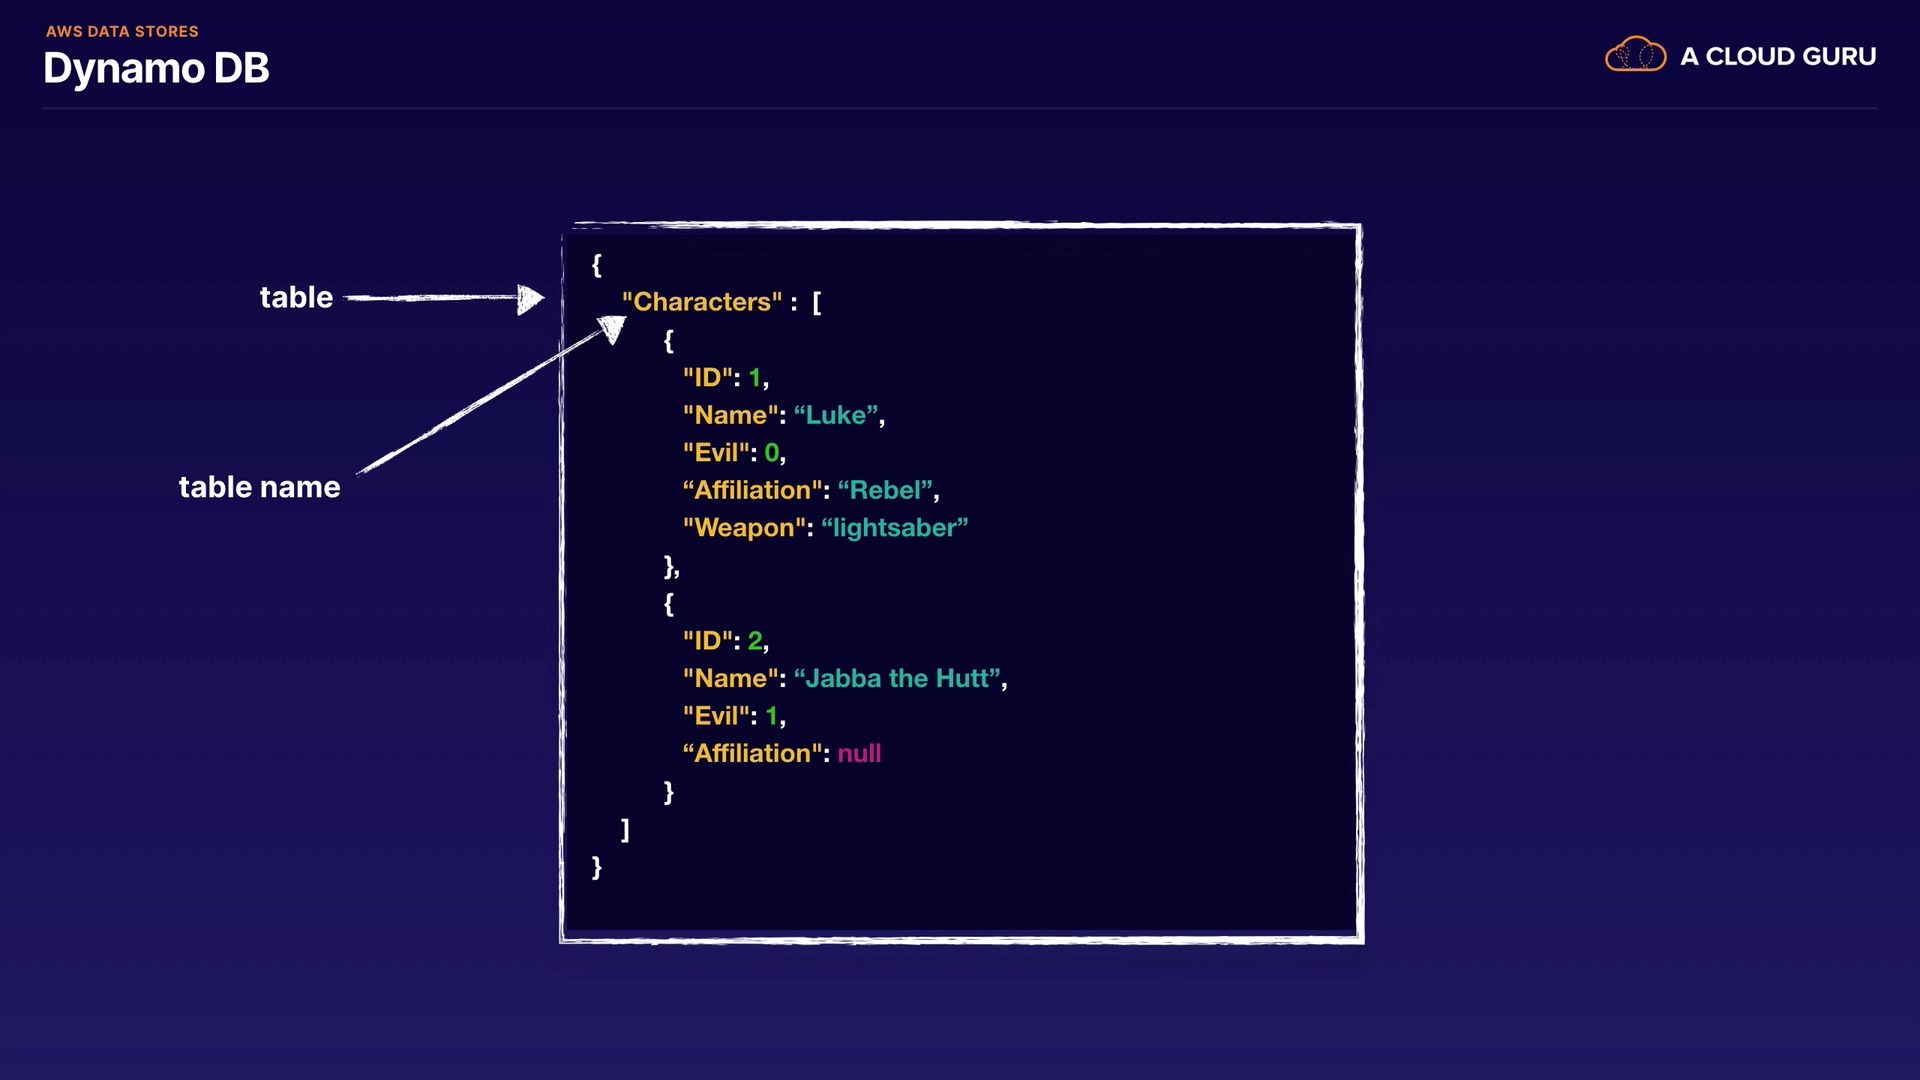 AWS DATA STORES
Dynamo DB
A CLOUD GURU
table
table name
{
"Characters" : [
{
"ID": 1,
"Name": “Luke”,
"Evil": 0,
“Affiliation": “Rebel”,
"Weapon": “lightsaber”
},
{
"ID": 2,
"Name": “Jabba the Hutt”,
"Evil": 1,
“Affiliation": null
}
]
}